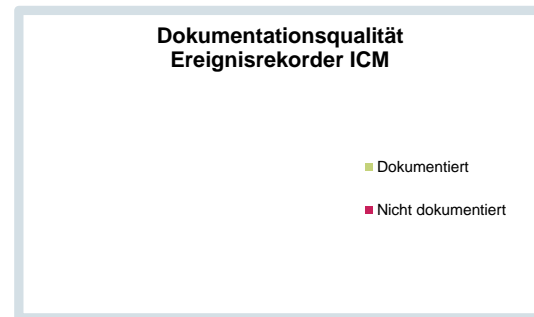 Dokumentationsqualität
Ereignisrekorder ICM
Dokumentiert
Nicht dokumentiert